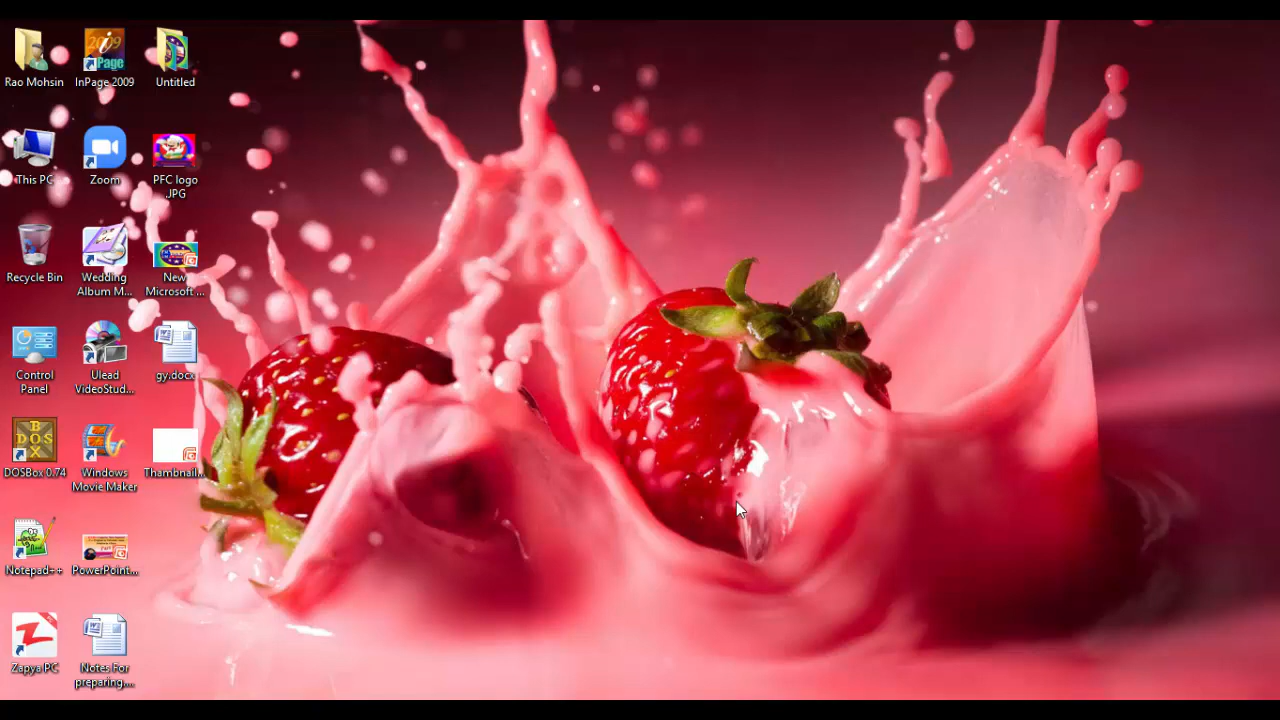 Rao Mohsin
InPage 2009
Untitled
This PC
Zoom
PFC logo
.JPG
Recycle Bin
Wedding
Album M...
New
Microsoft ...
Control
Panel
Ulead
VideoStud...
gy.docx
DOSBox 0.74
Windows
Movie Maker
Thambnail...
Notepad++
PowerPoint...
Zapya PC
Notes For
preparing....